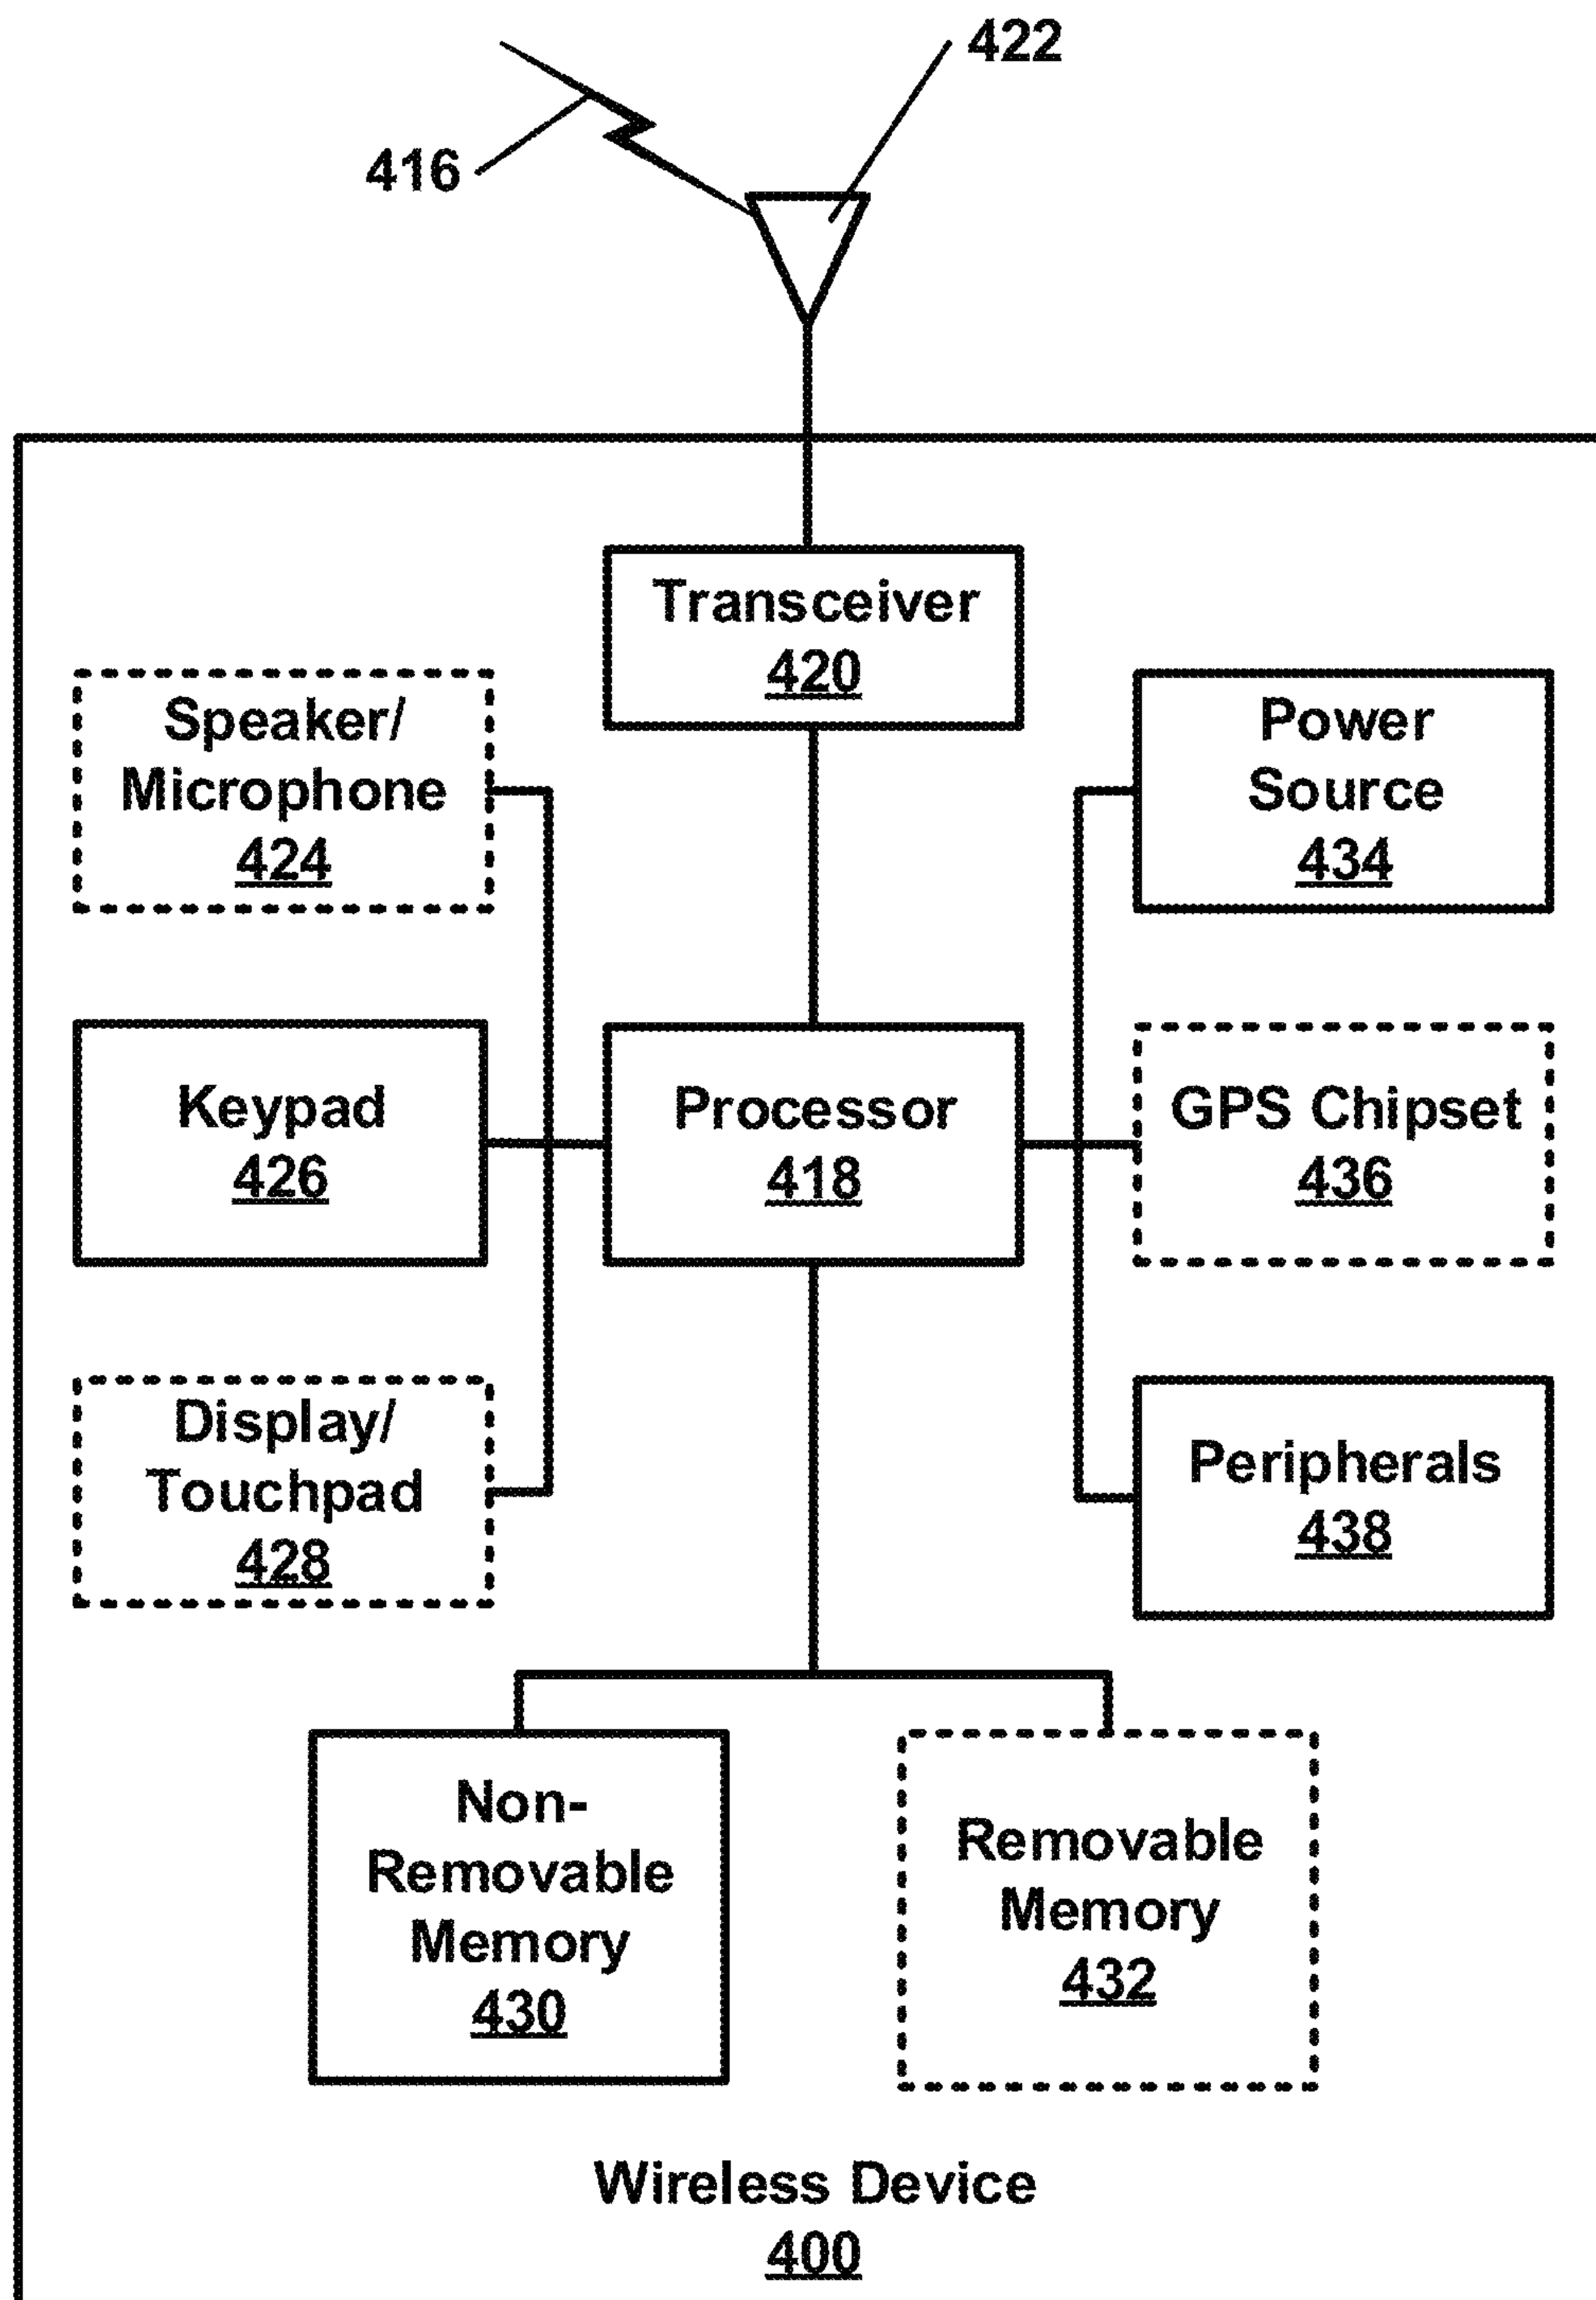 422
416
Transceiver
420
Speaker/
Microphone
424
Power
Source
434
Keypad
426
Processor
418
GPS Chipset
436
Display/
Touchpad
428
Peripherals
438
Non-
Removable
Memory
430
Removable
Memory
432
Wireless Device
400